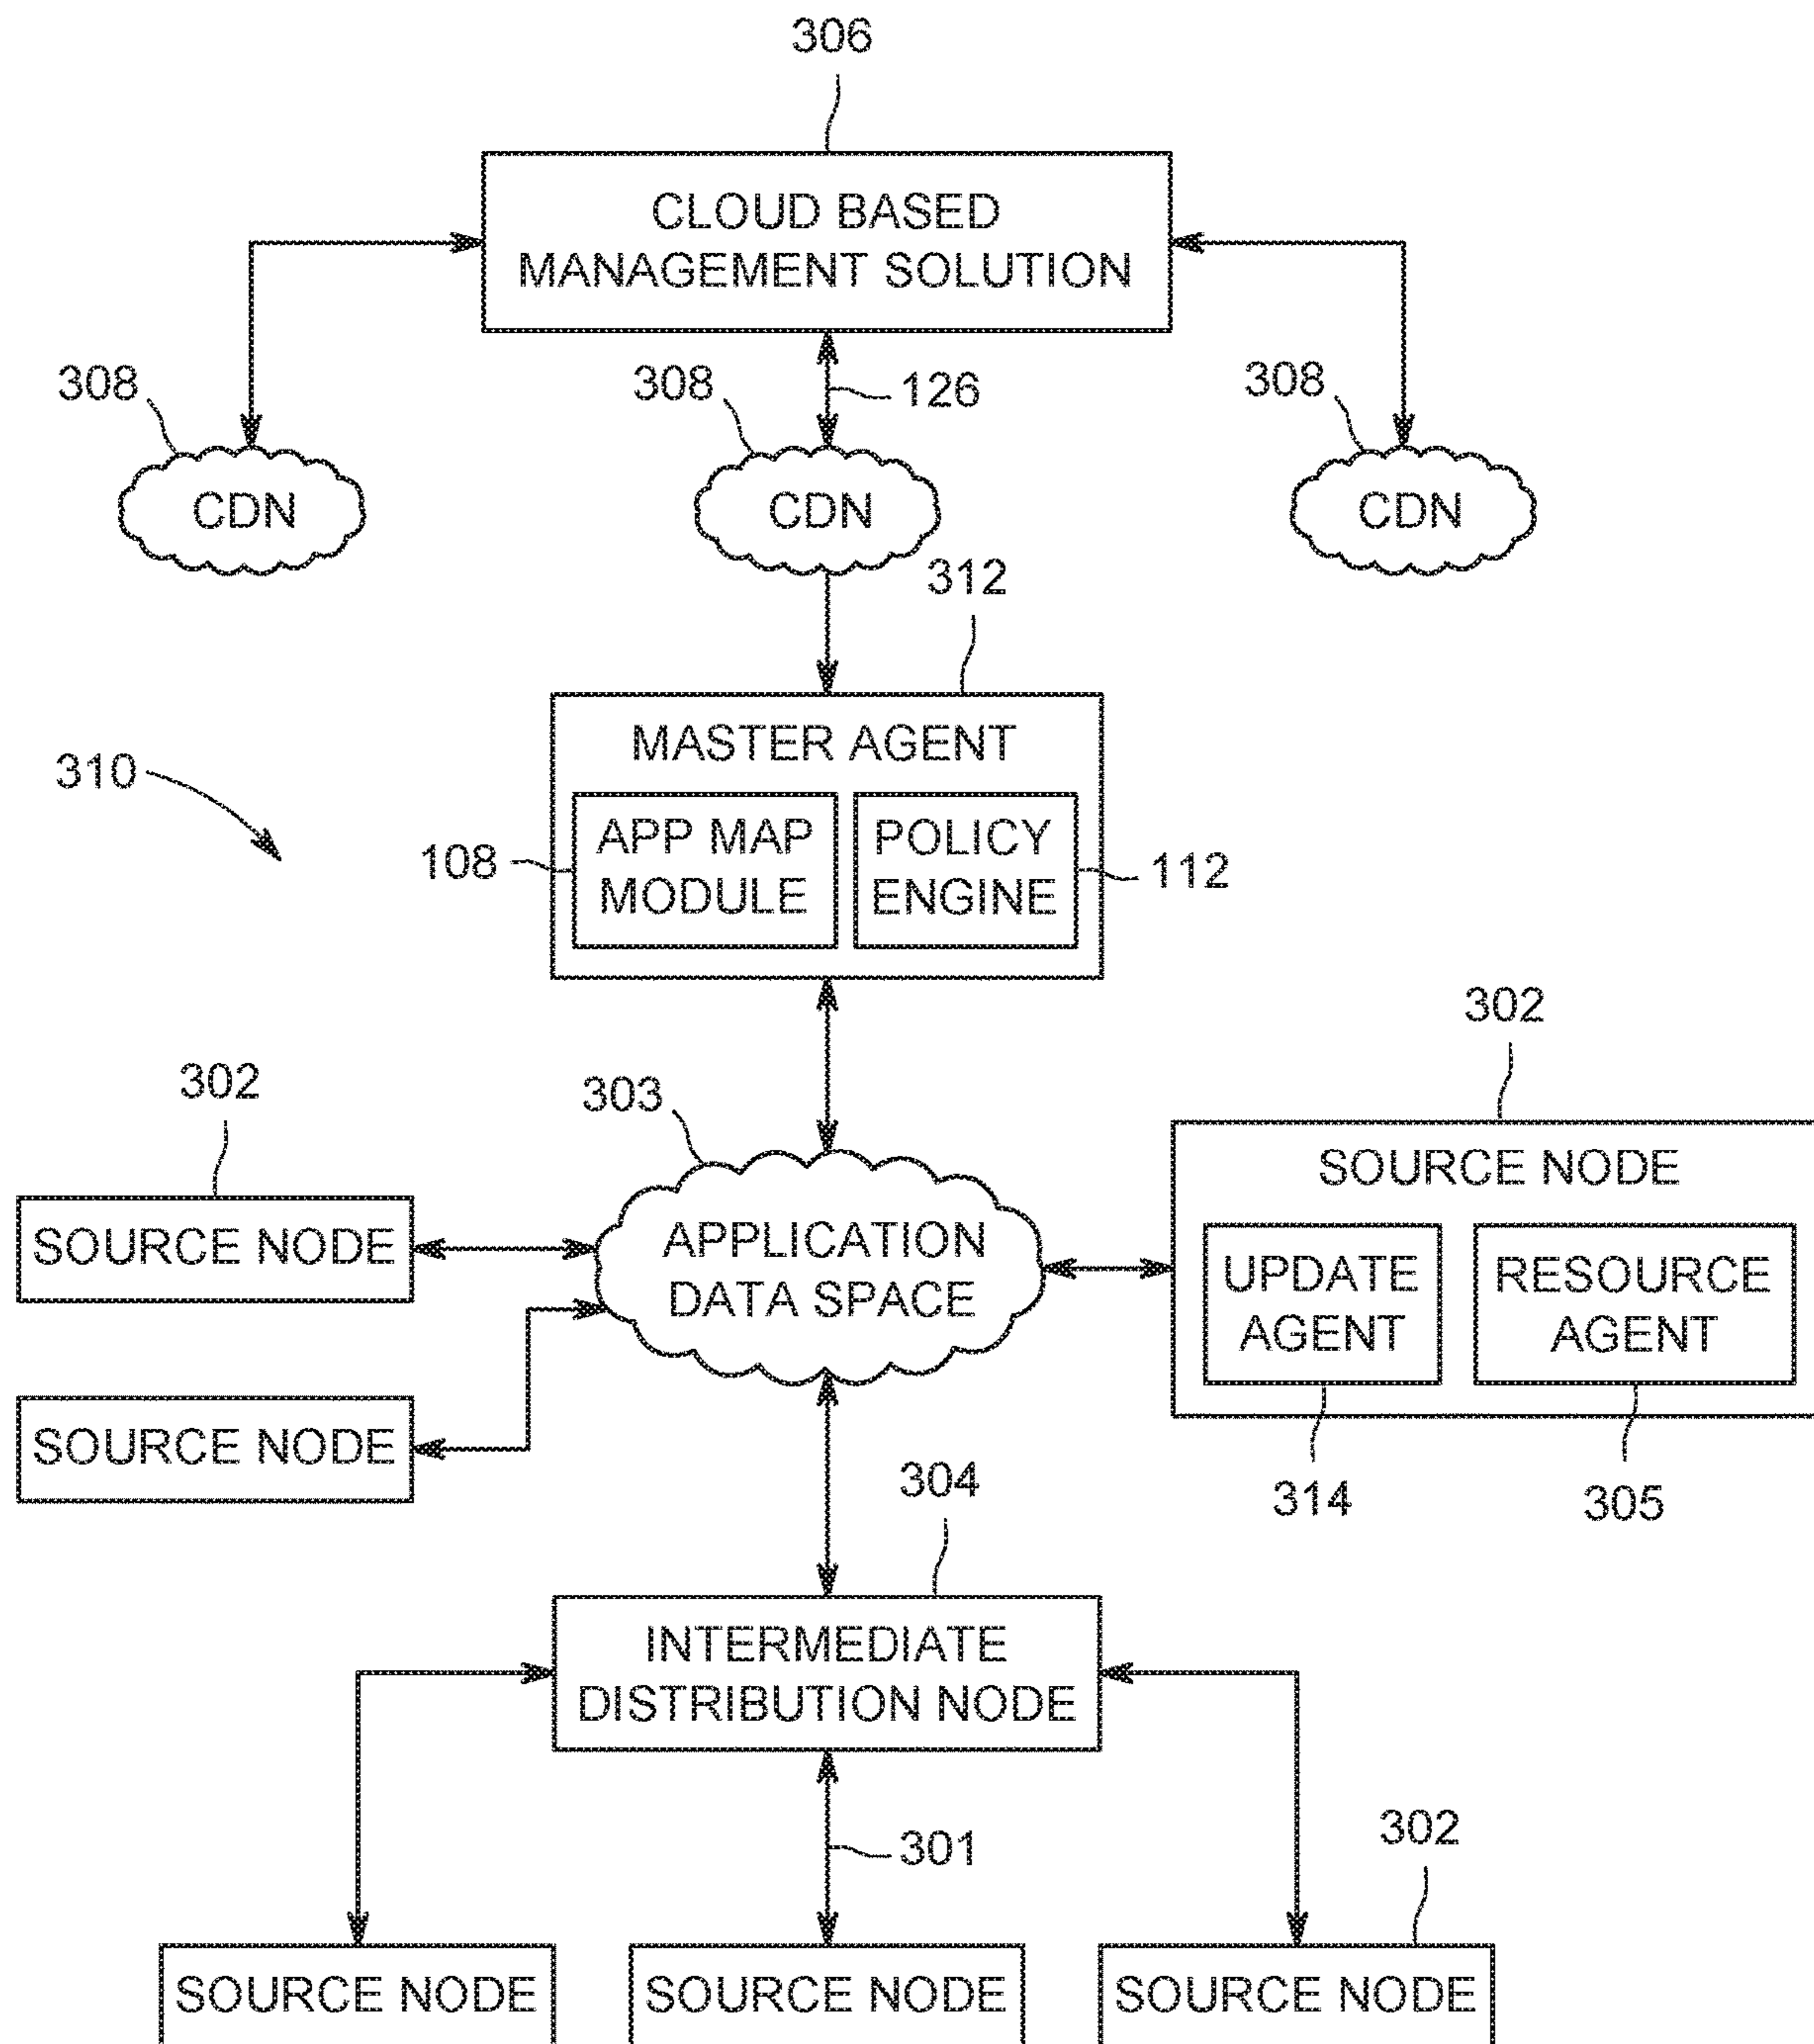 306
CLOUD BASED
MANAGEMENT SOLUTION
308
308
126
308
CDN
CDN
CDN
312
MASTER AGENT
310
APP MAP
MODULE
POLICY
ENGINE
108
112
302
302
303
SOURCE NODE
SOURCE NODE
APPLICATION
DATA SPACE
UPDATE
AGENT
RESOURCE
AGENT
SOURCE NODE
304
314
305
INTERMEDIATE
DISTRIBUTION NODE
301
302
SOURCE NODE
SOURCE NODE
SOURCE NODE